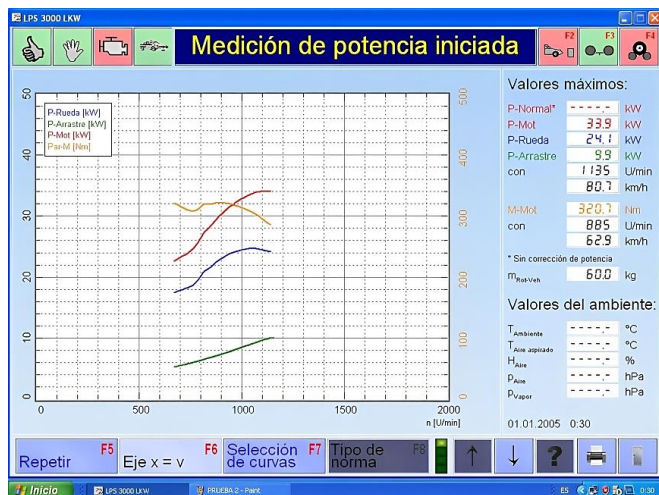 LPS 3000 LKW
Medición de potencia iniciada
F2
F3
F4
P-Rueda [kW]
P-Arrastre [kW]
P-Mot [kW]
Par-M [Nm]
50
40
30
20
10
0
500
400
300
200
100
0
0
500
1000
1500
2000
n [U/min]
Valores máximos:
P-Normal* -----.- kW
P-Mot 33.9 kW
P-Rueda 24.1 kW
P-Arrastre 9.9 kW
con 1135 U/min
80.7 km/h
M-Mot 320.7 Nm
con 885 U/min
62.9 km/h
* Sin corrección de potencia
mRot-Veh 60.0 kg
Valores del ambiente:
TAmbiente ----.- °C
TAire aspirado ----.- °C
HAire ----.- %
PAire ----.- hPa
PVapor ----.- hPa
01.01.2005 0:30
Repetir F5
Eje x = v F6
Selección de curvas F7
Tipo de norma F8
?
Inicio
LPS 3000 LKW
PRUEBA 2 - Paint
ES
0:30